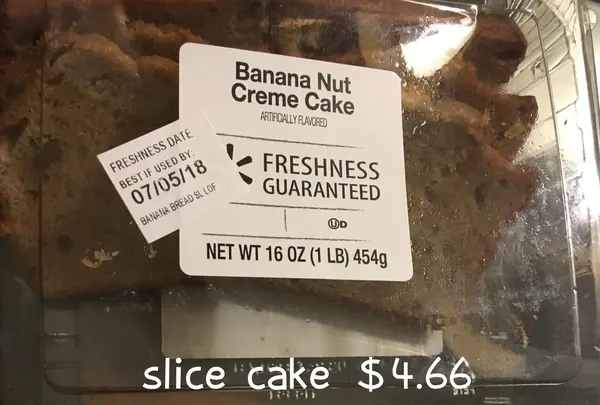 Banana Nut
Creme Cake
ARTIFICIALLY FLAVORED
FRESHNESS DATE
BEST IF USED BY:
07/05/18
BANANA BREAD SL LOF
FRESHNESS
GUARANTEED
UD
NET WT 16 OZ (1 LB) 454g
slice cake $4.66